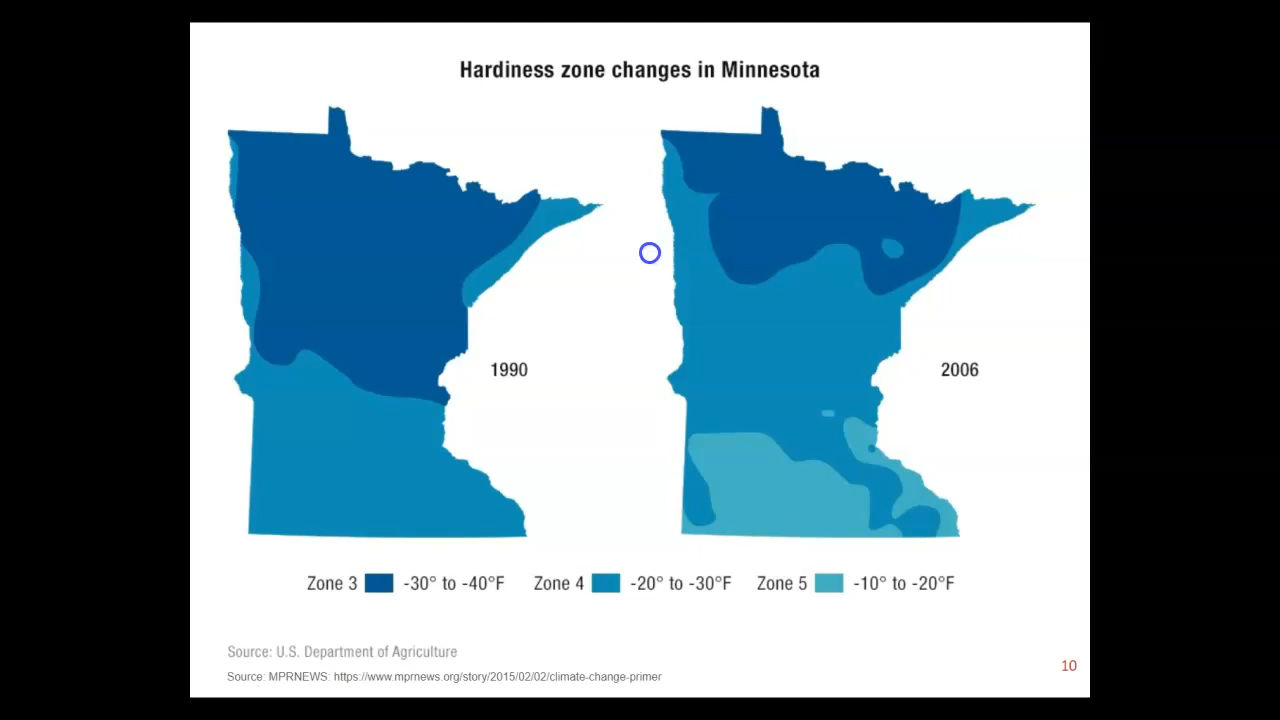 Hardiness zone changes in Minnesota
1990
2006
Zone 3 -30° to -40°F Zone 4 -20° to -30°F Zone 5 -10° to -20°F
Source: U.S. Department of Agriculture
10
Source: MPRNEWS: https://www.mprnews.org/story/2015/02/02/climate-change-primer